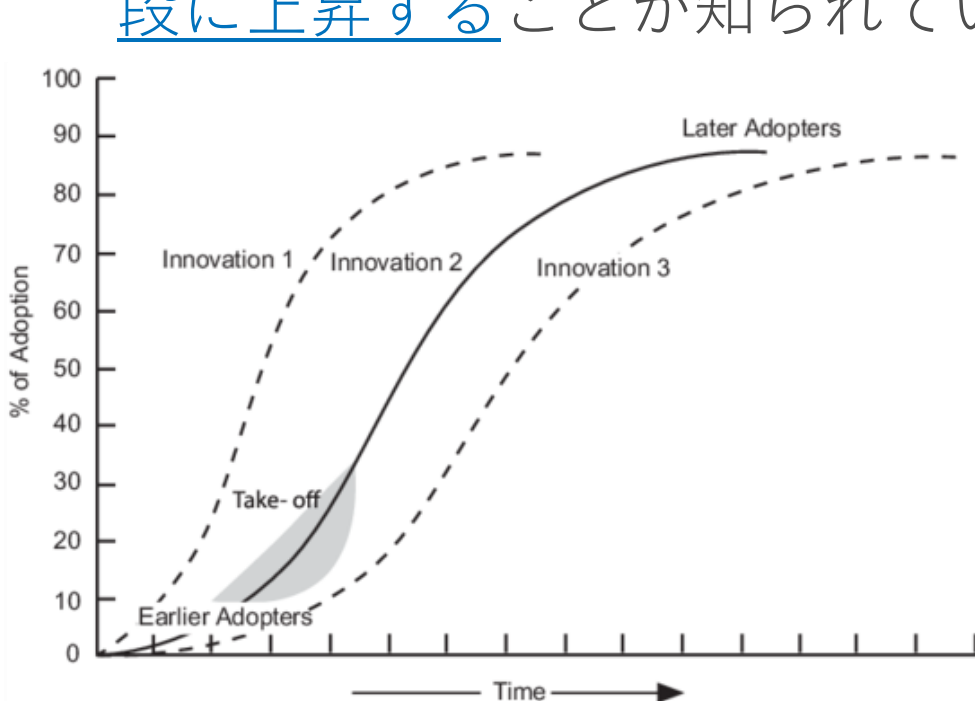 段に上昇することが知られてい
100
90
80
70
60
50
40
30
20
10
0
% of Adoption
Later Adopters
Innovation 1
Innovation 2
Innovation 3
Take- off
Earlier Adopters
Time